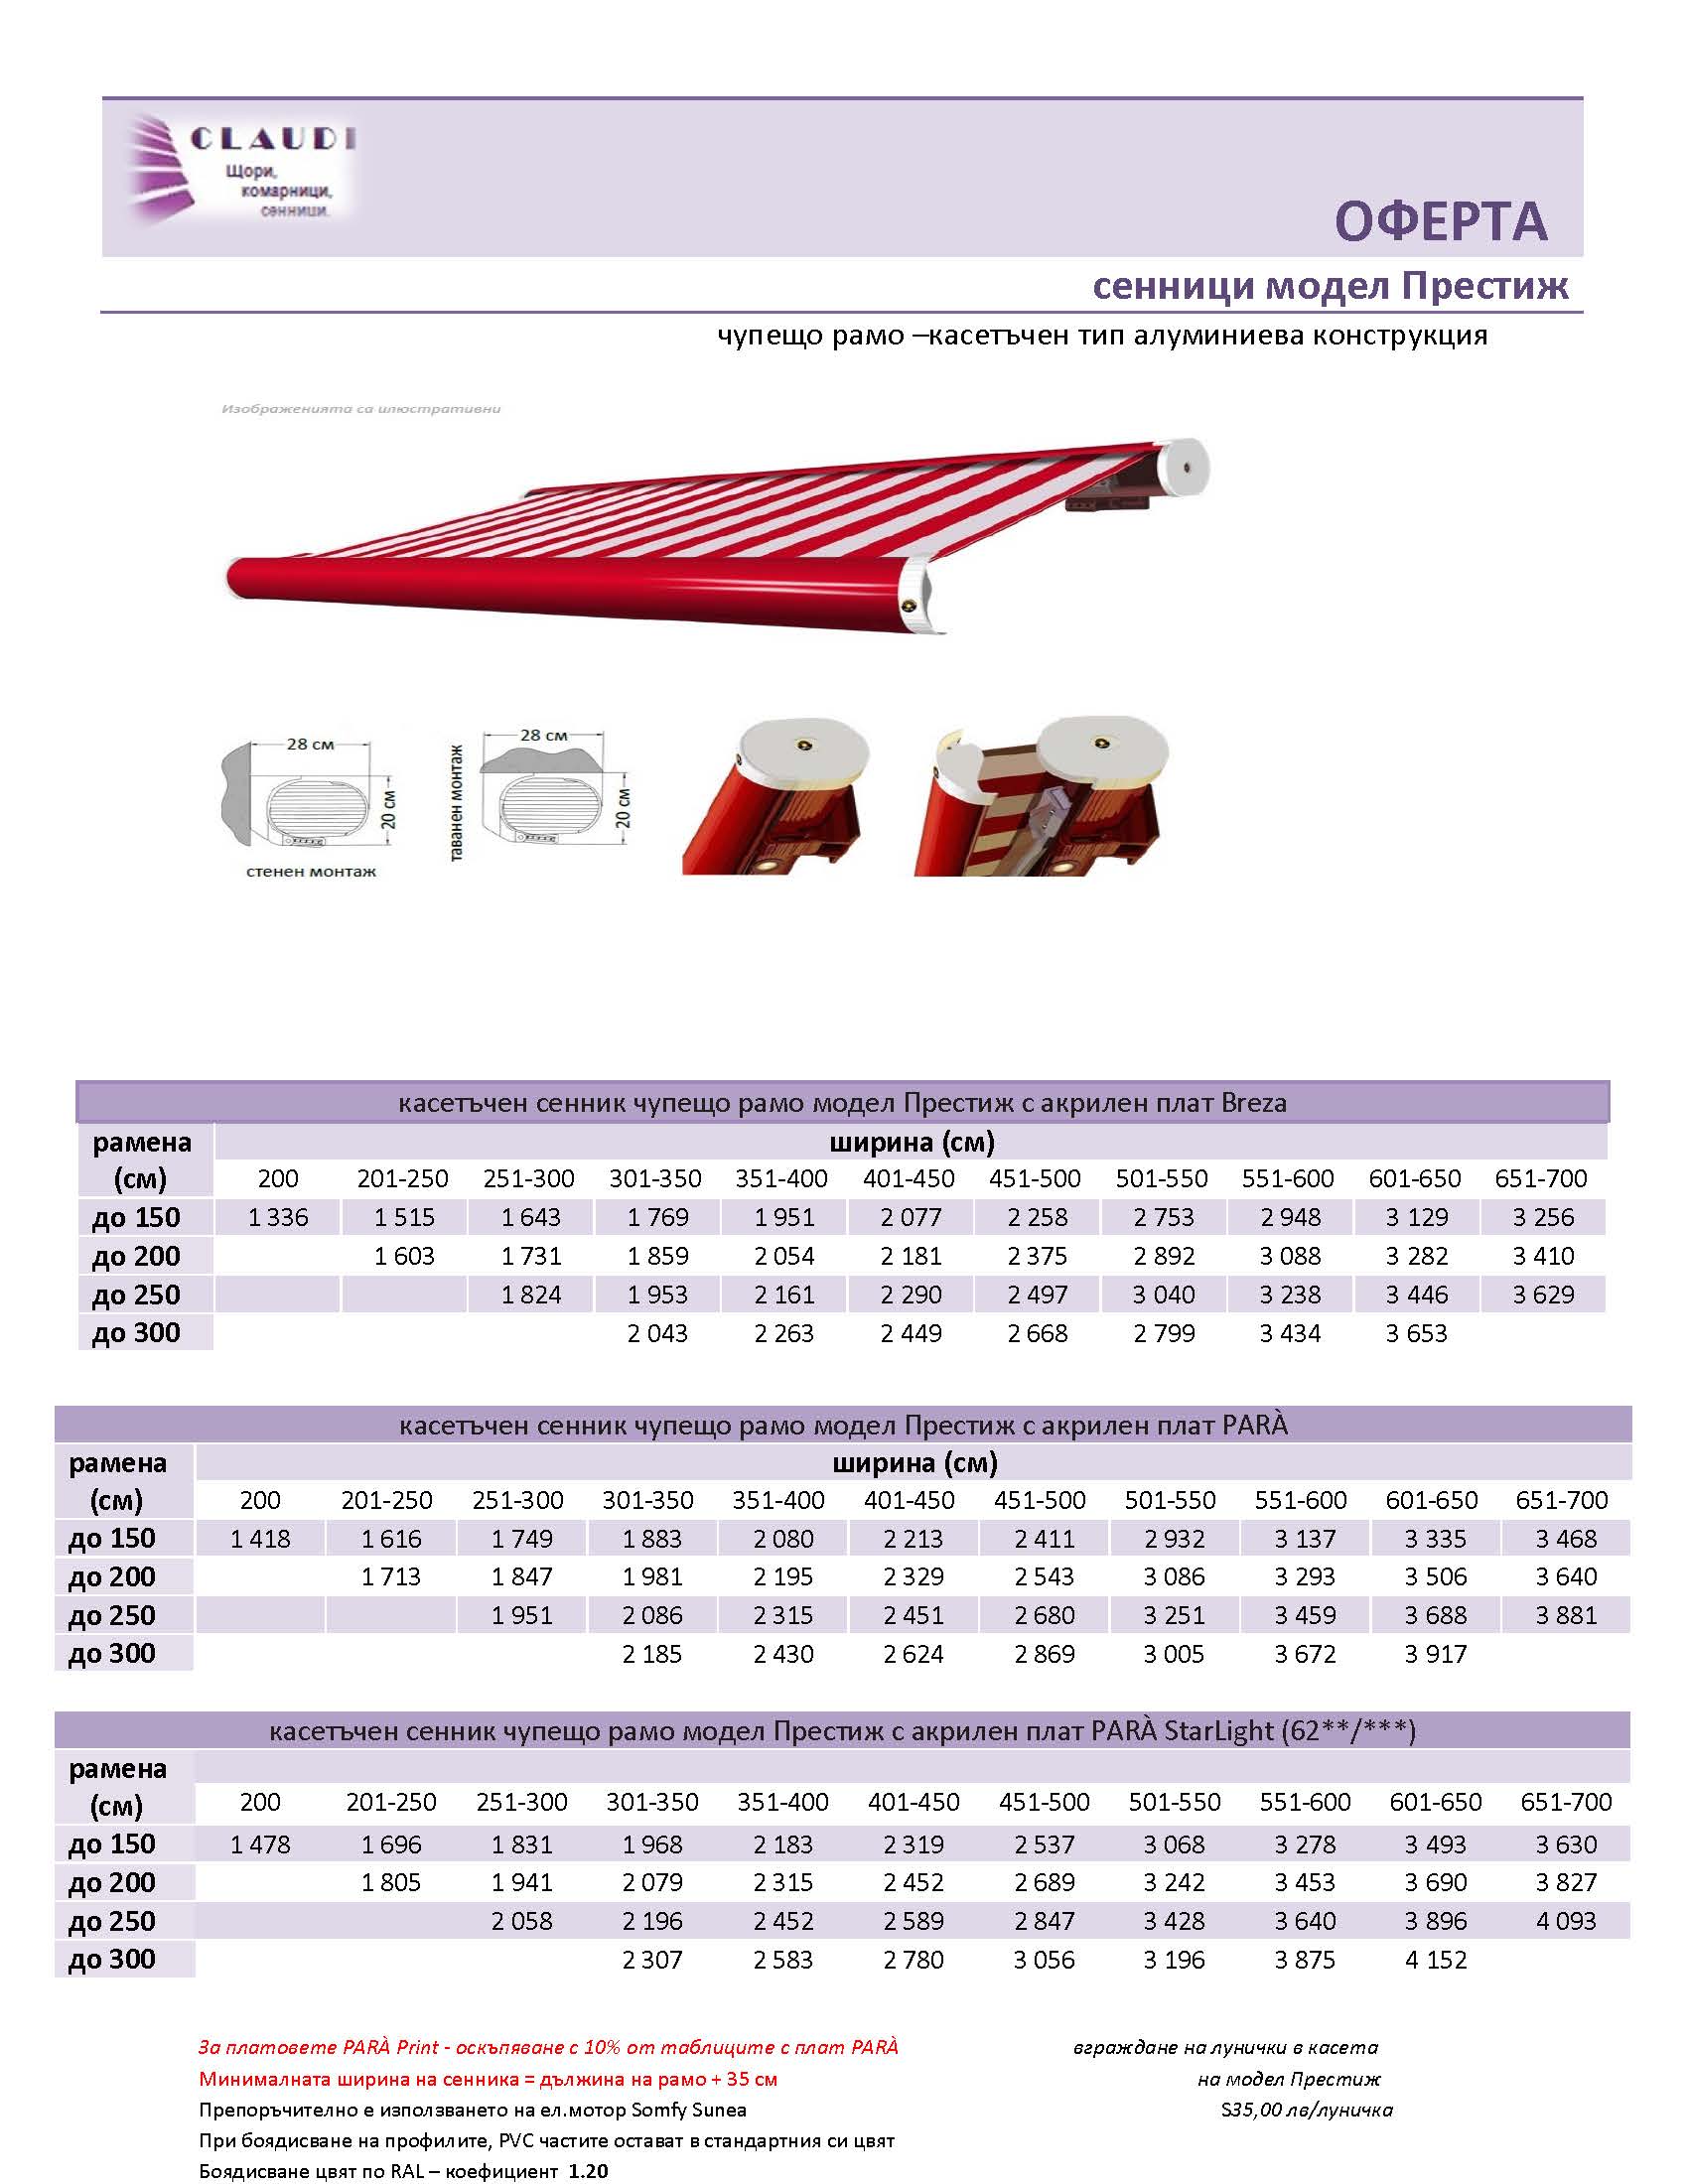 CLAUDI
Щори,
комарници,
сенници.
ОФЕРТА
сенници модел Престиж
чупещо рамо –касетъчен тип алуминиева конструкция
Изображенията са илюстративни
28 см
20 см
стенен монтаж
таванен монтаж
28 см
20 см
касетъчен сенник чупещо рамо модел Престиж с акрилен плат Breza
рамена (см) ширина (см)
200 201-250 251-300 301-350 351-400 401-450 451-500 501-550 551-600 601-650 651-700
до 150 1 336 1 515 1 643 1 769 1 951 2 077 2 258 2 753 2 948 3 129 3 256
до 200 1 603 1 731 1 859 2 054 2 181 2 375 2 892 3 088 3 282 3 410
до 250 1 824 1 953 2 161 2 290 2 497 3 040 3 238 3 446 3 629
до 300 2 043 2 263 2 449 2 668 2 799 3 434 3 653
касетъчен сенник чупещо рамо модел Престиж с акрилен плат PARÀ
рамена (см) ширина (см)
200 201-250 251-300 301-350 351-400 401-450 451-500 501-550 551-600 601-650 651-700
до 150 1 418 1 616 1 749 1 883 2 080 2 213 2 411 2 932 3 137 3 335 3 468
до 200 1 713 1 847 1 981 2 195 2 329 2 543 3 086 3 293 3 506 3 640
до 250 1 951 2 086 2 315 2 451 2 680 3 251 3 459 3 688 3 881
до 300 2 185 2 430 2 624 2 869 3 005 3 672 3 917
касетъчен сенник чупещо рамо модел Престиж с акрилен плат PARÀ StarLight (62**/***)
рамена (см)
200 201-250 251-300 301-350 351-400 401-450 451-500 501-550 551-600 601-650 651-700
до 150 1 478 1 696 1 831 1 968 2 183 2 319 2 537 3 068 3 278 3 493 3 630
до 200 1 805 1 941 2 079 2 315 2 452 2 689 3 242 3 453 3 690 3 827
до 250 2 058 2 196 2 452 2 589 2 847 3 428 3 640 3 896 4 093
до 300 2 307 2 583 2 780 3 056 3 196 3 875 4 152
За платовете PARÀ Print - оскъпяване с 10% от таблиците с плат PARÀ
Минималната ширина на сенника = дължина на рамо + 35 см
Препоръчително е използването на ел.мотор Somfy Sunea
При боядисване на профилите, PVC частите остават в стандартния си цвят
Боядисване цвят по RAL – коефициент 1.20
вграждане на лунички в касета
на модел Престиж
S35,00 лв/луничка